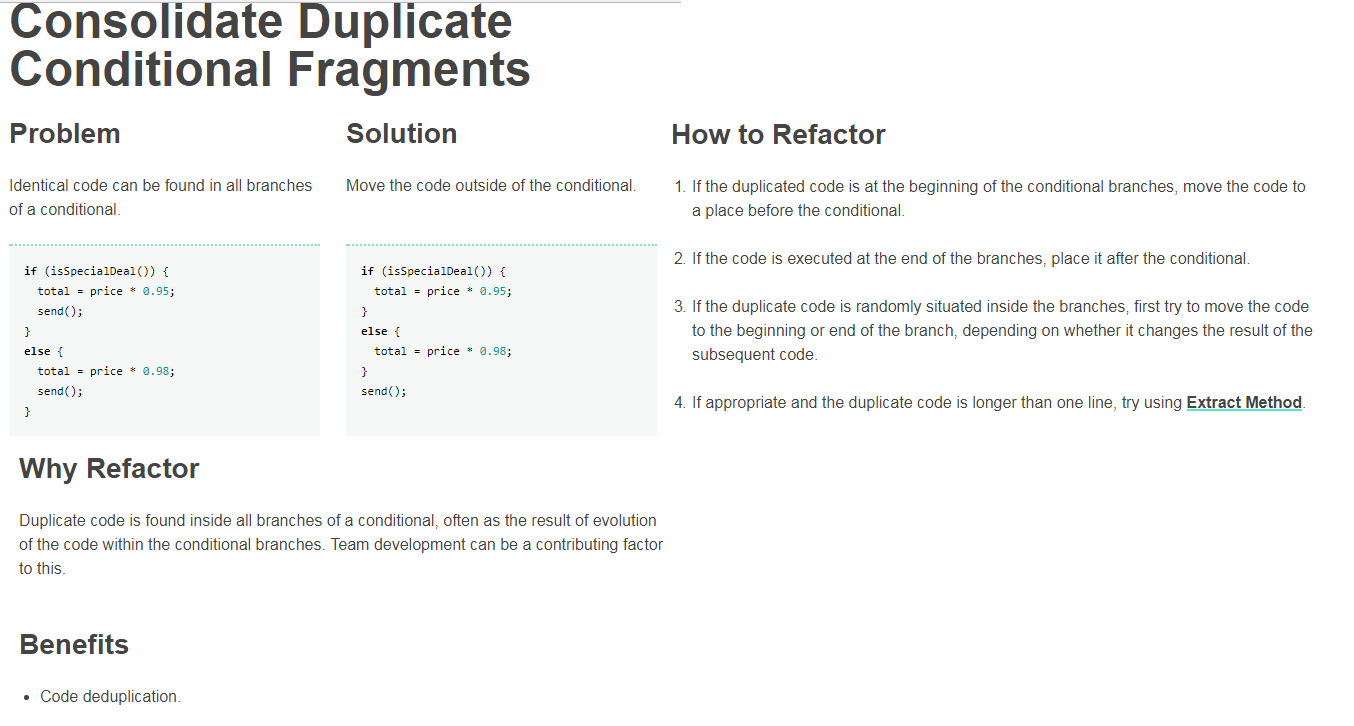 Consolidate Duplicate
Conditional Fragments
Problem
Identical code can be found in all branches
of a conditional.
if (isSpecialDeal()) {
  total = price * 0.95;
  send();
}
else {
  total = price * 0.98;
  send();
}
Solution
Move the code outside of the conditional.
if (isSpecialDeal()) {
  total = price * 0.95;
}
else {
  total = price * 0.98;
}
send();
Why Refactor
Duplicate code is found inside all branches of a conditional, often as the result of evolution
of the code within the conditional branches. Team development can be a contributing factor
to this.
Benefits
• Code deduplication.
How to Refactor
1. If the duplicated code is at the beginning of the conditional branches, move the code to
a place before the conditional.
2. If the code is executed at the end of the branches, place it after the conditional.
3. If the duplicate code is randomly situated inside the branches, first try to move the code
to the beginning or end of the branch, depending on whether it changes the result of the
subsequent code.
4. If appropriate and the duplicate code is longer than one line, try using Extract Method.